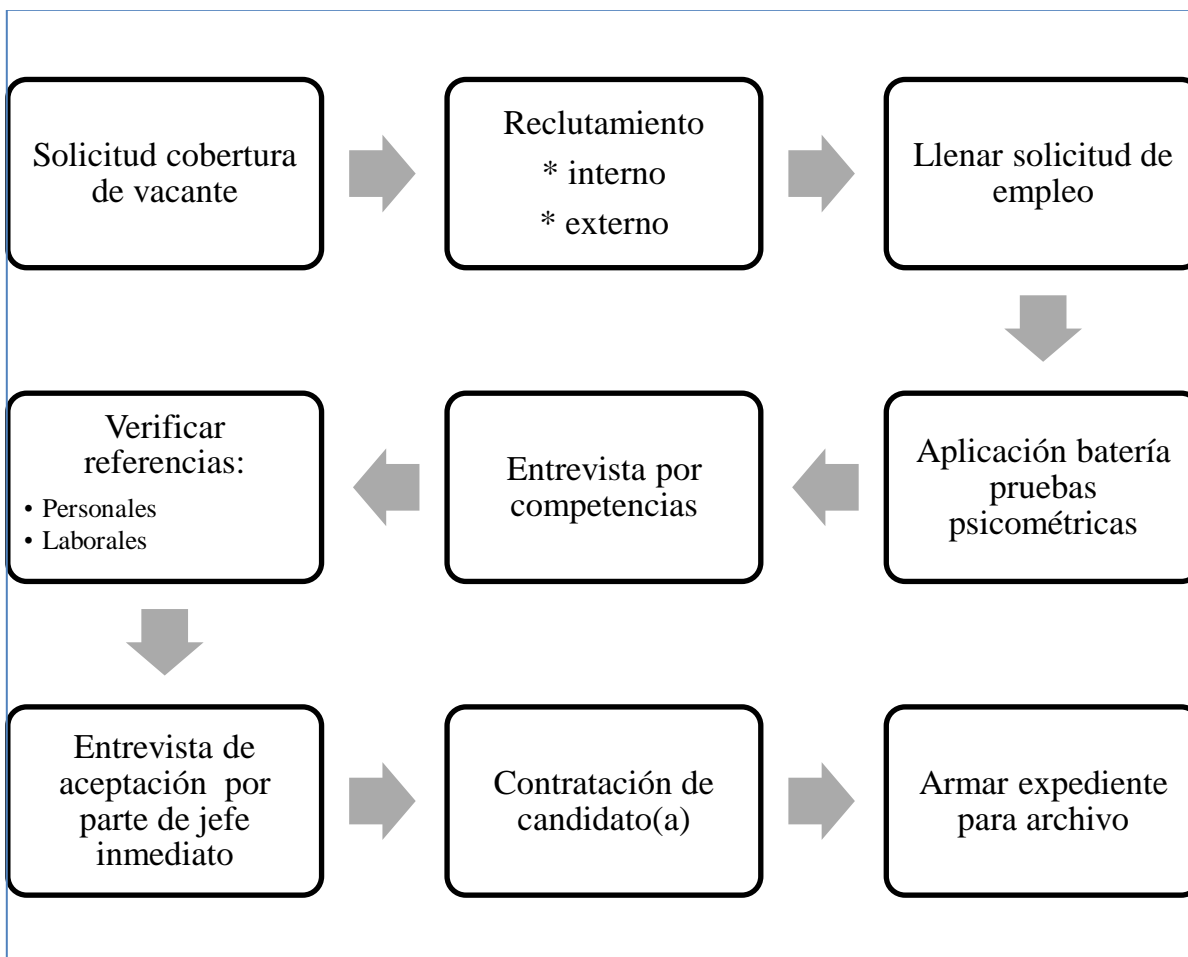 Solicitud cobertura
de vacante
Reclutamiento
* interno
* externo
Llenar solicitud de
empleo
Aplicación batería
pruebas
psicométricas
Entrevista por
competencias
Verificar
referencias:
• Personales
• Laborales
Entrevista de
aceptación por
parte de jefe
inmediato
Contratación de
candidato(a)
Armar expediente
para archivo